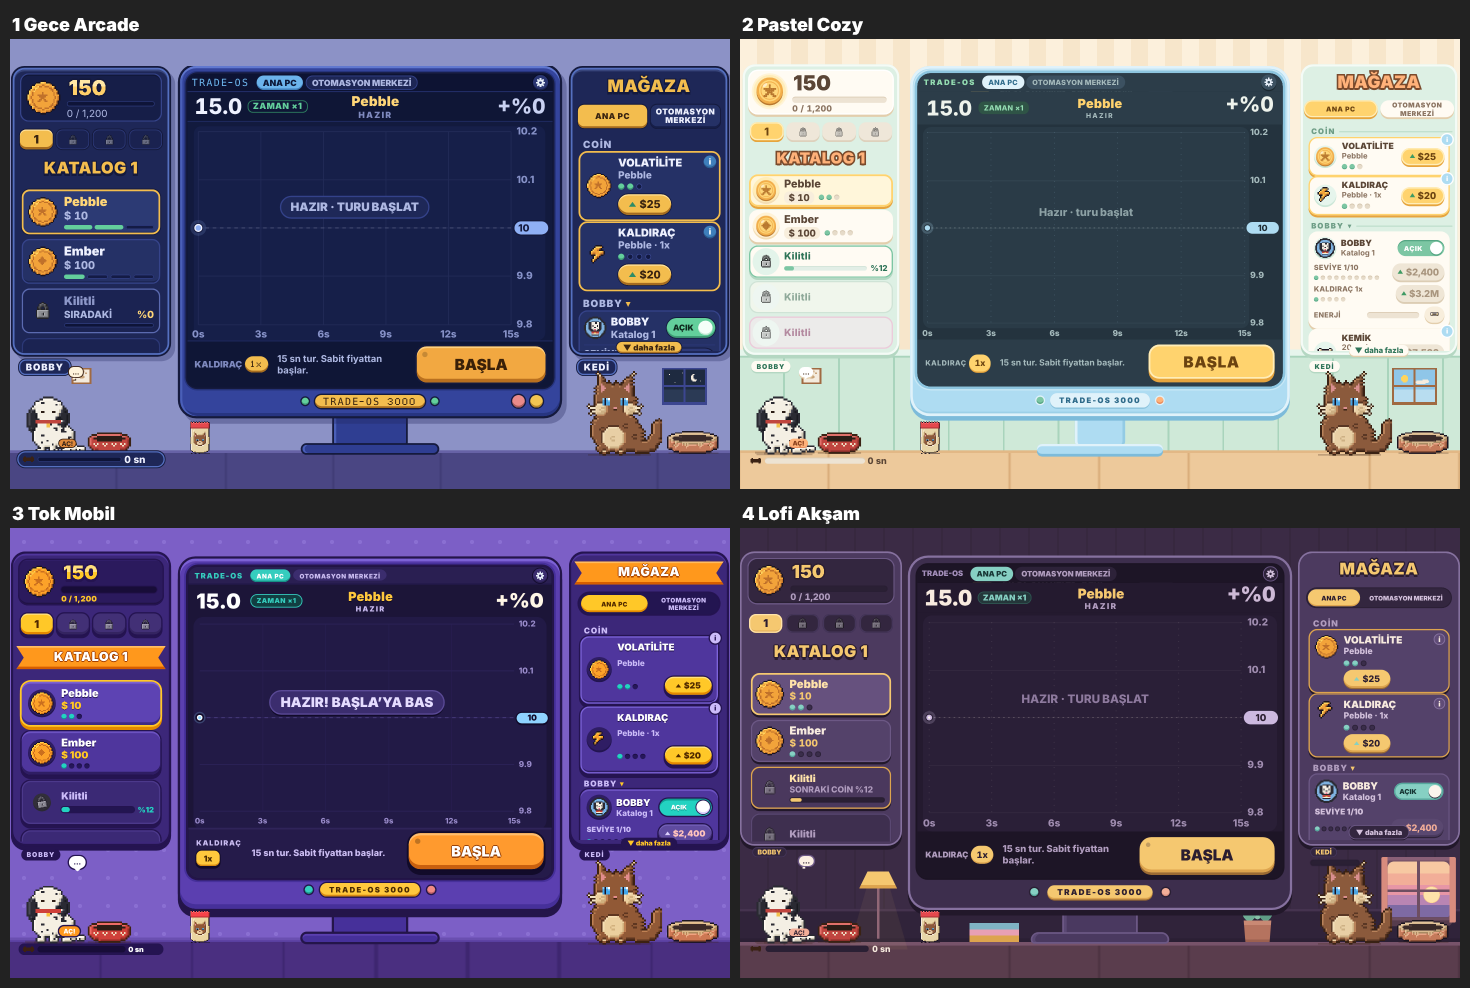 1 Gece Arcade
150
0 / 1,200
1
KATALOG 1
Pebble
$ 10
Ember
$ 100
Kilitli
SIRADAKİ %0
TRADE-OS ANA PC OTOMASYON MERKEZİ
15.0 ZAMAN ×1
Pebble
HAZIR
+%0
10.2
10.1
10
9.9
9.8
HAZIR · TURU BAŞLAT
0s 3s 6s 9s 12s 15s
KALDIRAÇ 1x
15 sn tur. Sabit fiyattan
başlar.
BAŞLA
TRADE-OS 3000
MAĞAZA
ANA PC
OTOMASYON
MERKEZİ
COİN
VOLATİLİTE
Pebble
$25
KALDIRAÇ
Pebble · 1x
$20
BOBBY
BOBBY
Katalog 1
AÇIK
daha fazla
BOBBY
AÇ!
0 sn
KEDİ
2 Pastel Cozy
150
0 / 1,200
1
KATALOG 1
Pebble
$ 10
Ember
$ 100
Kilitli
%12
Kilitli
Kilitli
TRADE-OS ANA PC OTOMASYON MERKEZİ
15.0 ZAMAN ×1
Pebble
HAZIR
+%0
10.2
10.1
10
9.9
9.8
Hazır · turu başlat
0s 3s 6s 9s 12s 15s
KALDIRAÇ 1x
15 sn tur. Sabit fiyattan
başlar.
BAŞLA
TRADE-OS 3000
MAĞAZA
ANA PC
OTOMASYON
MERKEZİ
COİN
VOLATİLİTE
Pebble
$25
KALDIRAÇ
Pebble · 1x
$20
BOBBY
BOBBY
Katalog 1
AÇIK
SEVİYE 1/10
$2,400
KALDIRAÇ 1x
$3.2M
ENERJİ
KEMİK
daha fazla
BOBBY
AÇ!
0 sn
KEDİ
3 Tok Mobil
150
0 / 1,200
1
KATALOG 1
Pebble
$ 10
Ember
$ 100
Kilitli
%12
TRADE-OS ANA PC OTOMASYON MERKEZİ
15.0 ZAMAN ×1
Pebble
HAZIR
+%0
10.2
10.1
10
9.9
9.8
HAZIR! BAŞLA'YA BAS
0s 3s 6s 9s 12s 15s
KALDIRAÇ
1x
15 sn tur. Sabit fiyattan başlar.
BAŞLA
TRADE-OS 3000
MAĞAZA
ANA PC
OTOMASYON
MERKEZİ
COİN
VOLATİLİTE
Pebble
$25
KALDIRAÇ
Pebble · 1x
$20
BOBBY
BOBBY
Katalog 1
AÇIK
SEVİYE 1/10
$2,400
daha fazla
BOBBY
AÇ!
0 sn
KEDİ
4 Lofi Akşam
150
0 / 1,200
1
KATALOG 1
Pebble
$ 10
Ember
$ 100
Kilitli
SONRAKİ COİN %12
Kilitli
TRADE-OS ANA PC OTOMASYON MERKEZİ
15.0 ZAMAN ×1
Pebble
HAZIR
+%0
10.2
10.1
10
9.9
9.8
HAZIR · TURU BAŞLAT
0s 3s 6s 9s 12s 15s
KALDIRAÇ 1x
15 sn tur. Sabit fiyattan
başlar.
BAŞLA
TRADE-OS 3000
MAĞAZA
ANA PC
OTOMASYON MERKEZİ
COİN
VOLATİLİTE
Pebble
$25
KALDIRAÇ
Pebble · 1x
$20
BOBBY
BOBBY
Katalog 1
AÇIK
SEVİYE 1/10
$2,400
daha fazla
BOBBY
AÇ!
0 sn
KEDİ